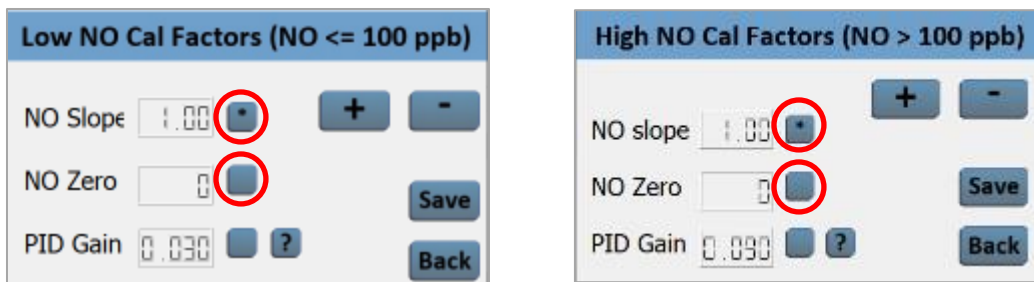 Low NO Cal Factors (NO <= 100 ppb)
+ -
NO Slope 1.00 *
NO Zero 0
Save
PID Gain 0.030 ?
Back
High NO Cal Factors (NO > 100 ppb)
+ -
NO slope 1.00 *
NO Zero 0 Save
PID Gain 0.090 ? Back